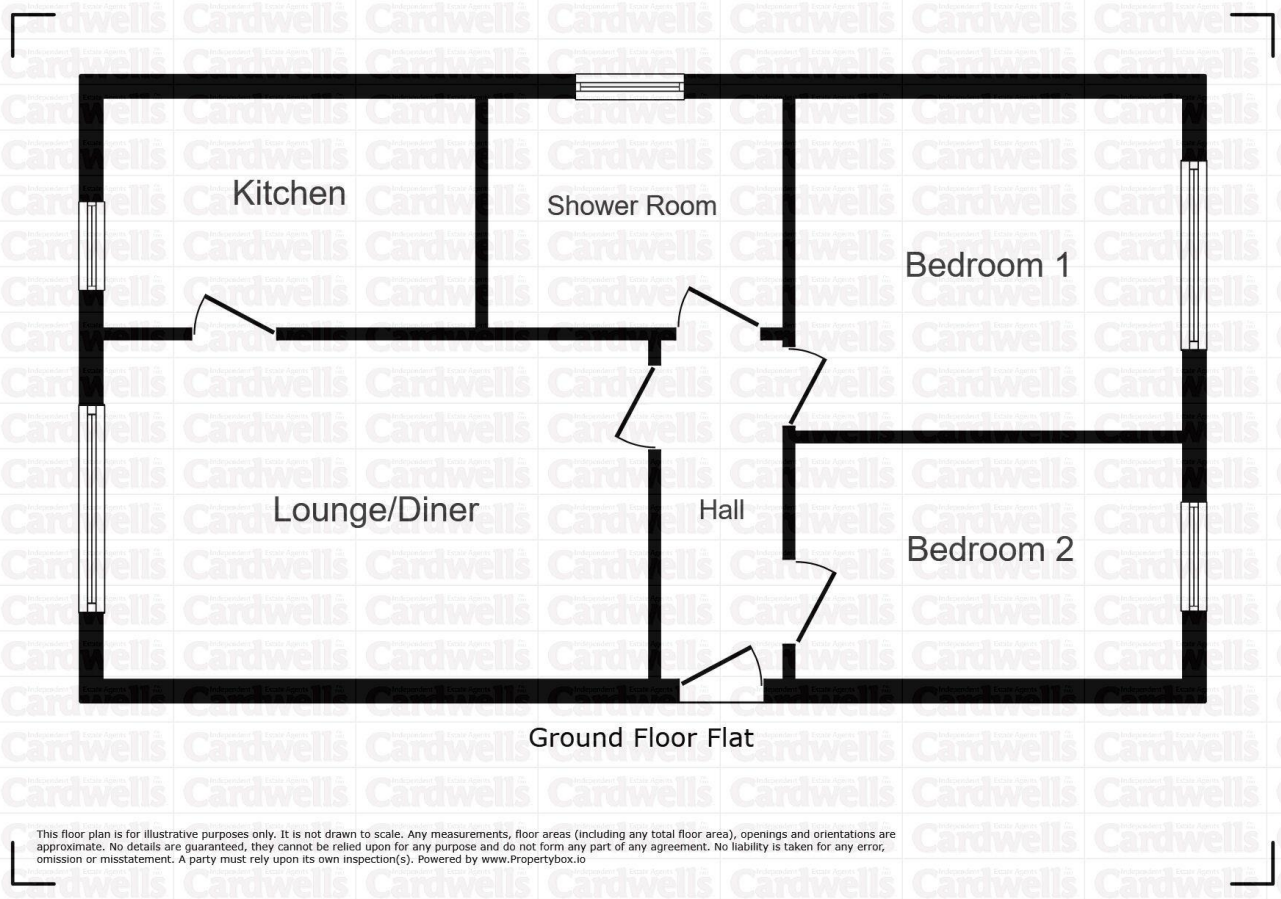 Kitchen
Shower Room
Bedroom 1
Lounge/Diner
Hall
Bedroom 2
Ground Floor Flat
This floor plan is for illustrative purposes only. It is not drawn to scale. Any measurements, floor areas (including any total floor area), openings and orientations are
approximate. No details are guaranteed, they cannot be relied upon for any purpose and do not form any part of any agreement. No liability is taken for any error,
omission or misstatement. A party must rely upon its own inspection(s). Powered by www.Propertybox.io
Cardwells
Independent Estate Agents